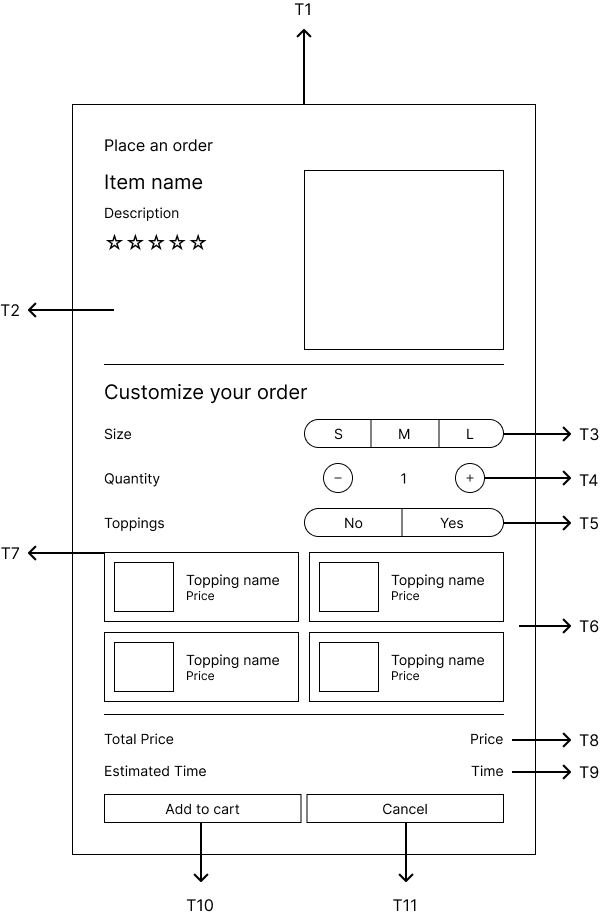 T1
Place an order
Item name
Description
T2
Customize your order
Size
S M L
T3
Quantity
− 1 +
T4
Toppings
No Yes
T5
T7
Topping name
Price
Topping name
Price
T6
Topping name
Price
Topping name
Price
Total Price Price
T8
Estimated Time Time
T9
Add to cart Cancel
T10 T11